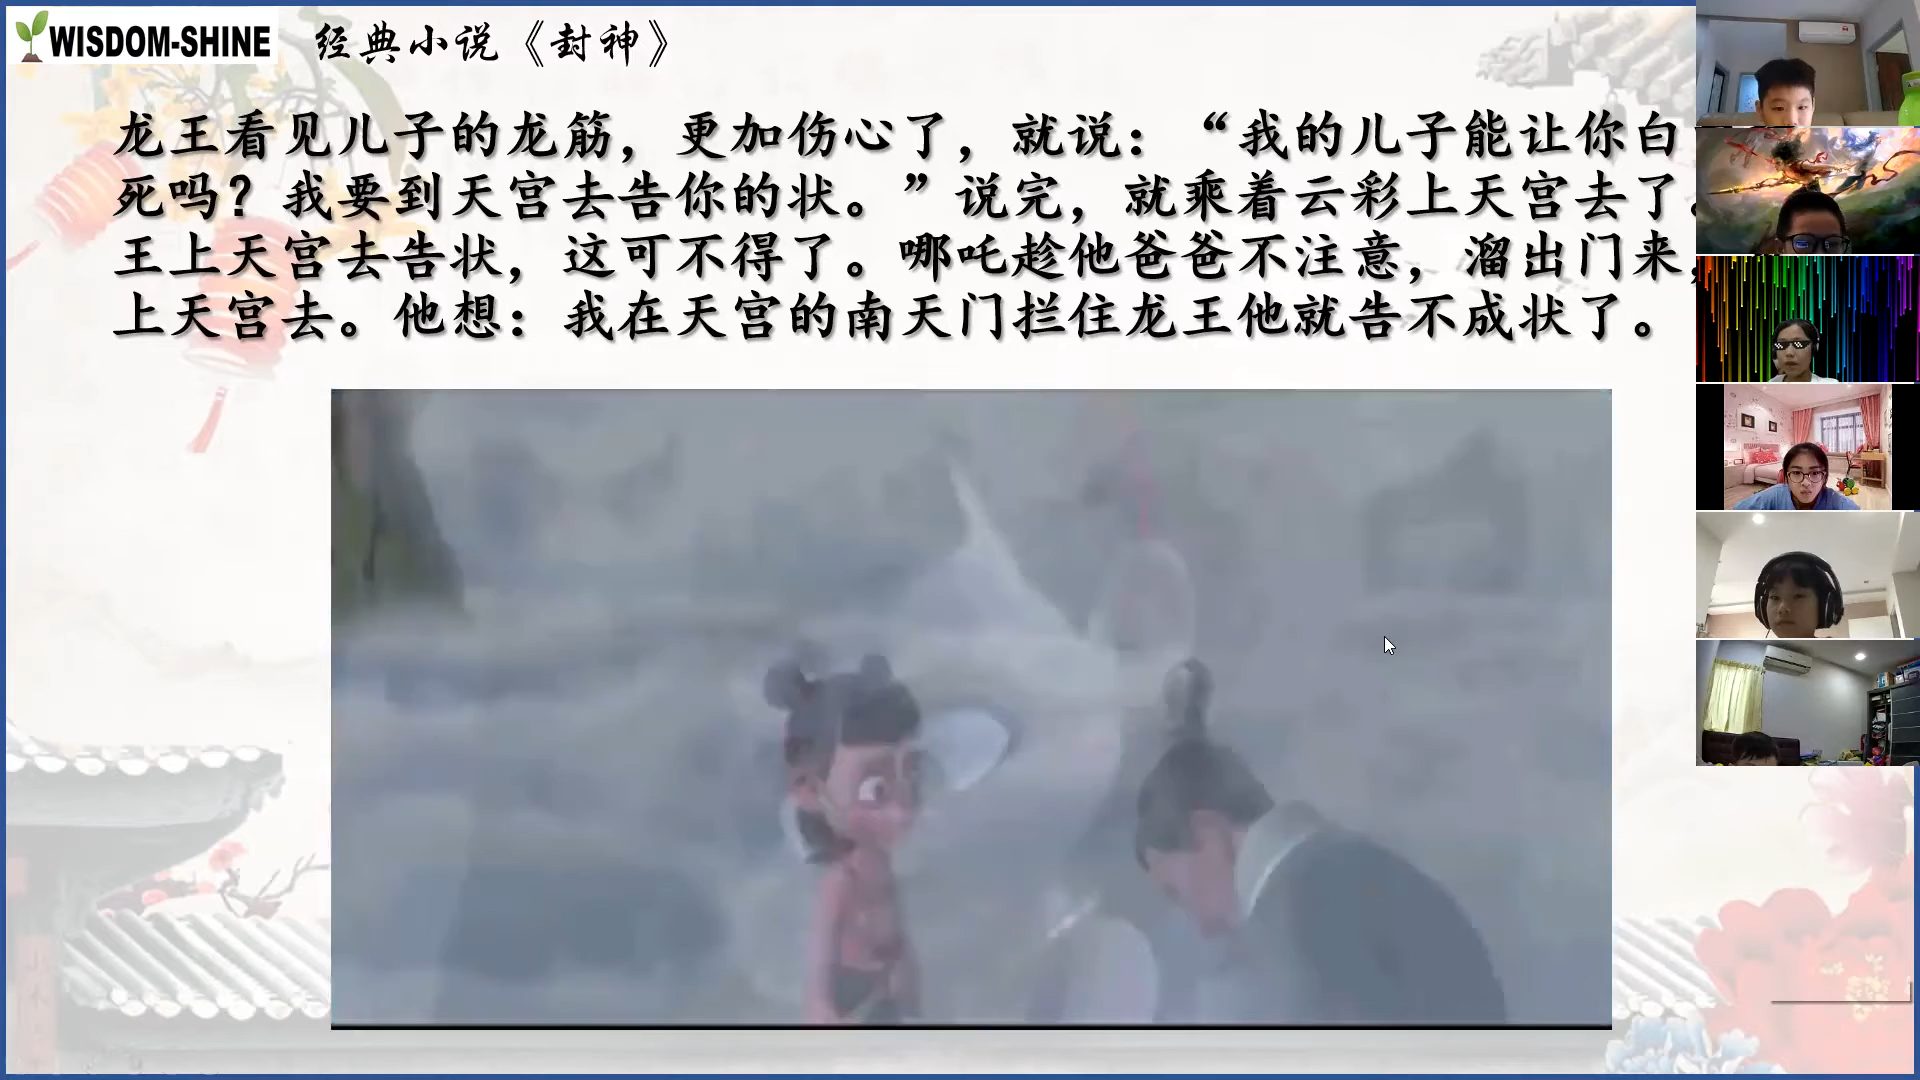 WISDOM-SHINE
经典小说《封神》
龙王看见儿子的龙筋，更加伤心了，就说：“我的儿子能让你白
死吗？我要到天宫去告你的状。”说完，就乘着云彩上天宫去了。
王上天宫去告状，这可不得了。哪吒趁他爸爸不注意，溜出门来，
上天宫去。他想：我在天宫的南天门拦住龙王他就告不成状了。